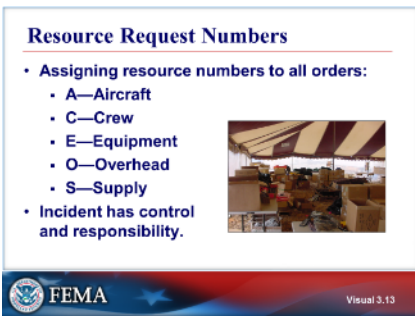 Resource Request Numbers
• Assigning resource numbers to all orders:
▪ A—Aircraft
▪ C—Crew
▪ E—Equipment
▪ O—Overhead
▪ S—Supply
• Incident has control
and responsibility.
FEMA
Visual 3.13